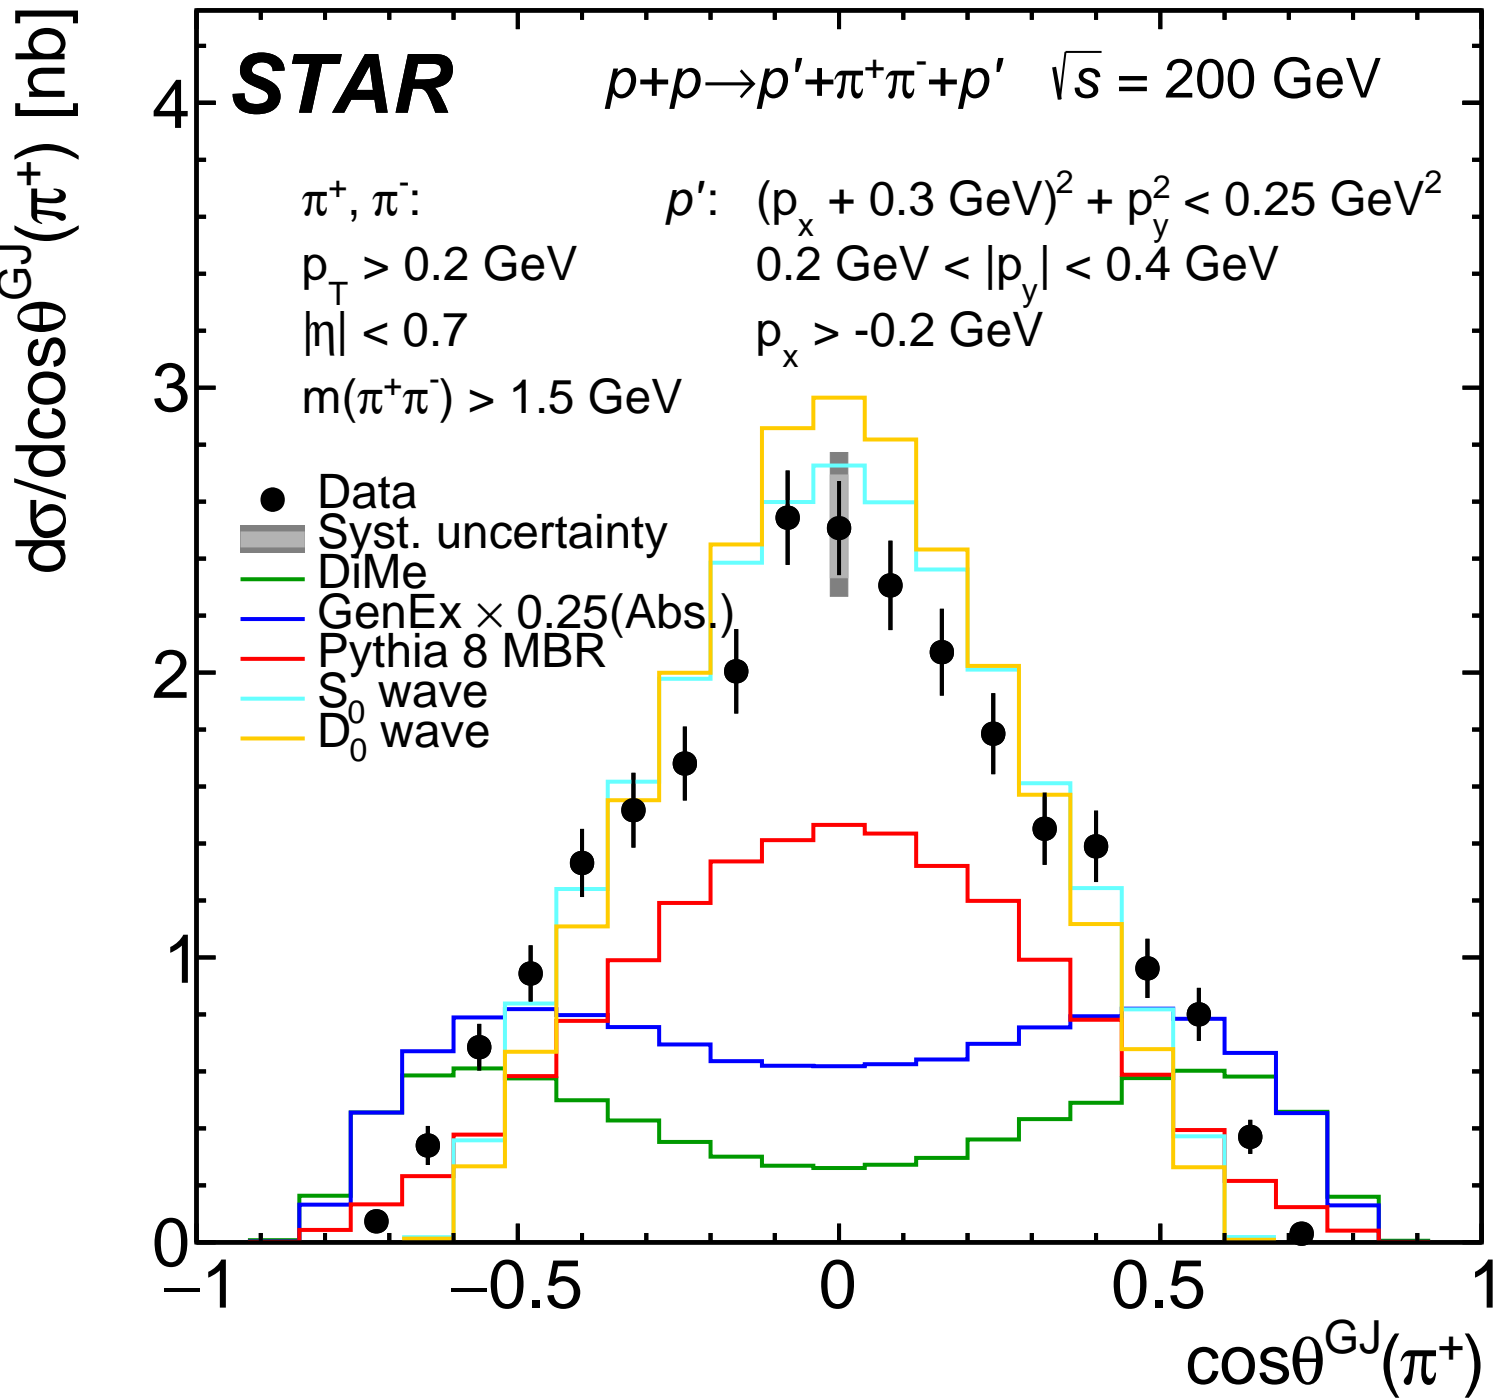 dσ/dcosθ^GJ(π⁺) [nb]
STAR p+p→p′+π⁺π⁻+p′ √s = 200 GeV
π⁺, π⁻: p′: (p_x + 0.3 GeV)² + p_y² < 0.25 GeV²
p_T > 0.2 GeV 0.2 GeV < |p_y| < 0.4 GeV
|η| < 0.7 p_x > -0.2 GeV
m(π⁺π⁻) > 1.5 GeV
Data
Syst. uncertainty
DiMe
GenEx × 0.25(Abs.)
Pythia 8 MBR
S₀ wave
D₀ wave
4
3
2
1
0
−1 −0.5 0 0.5 1
cosθ^GJ(π⁺)